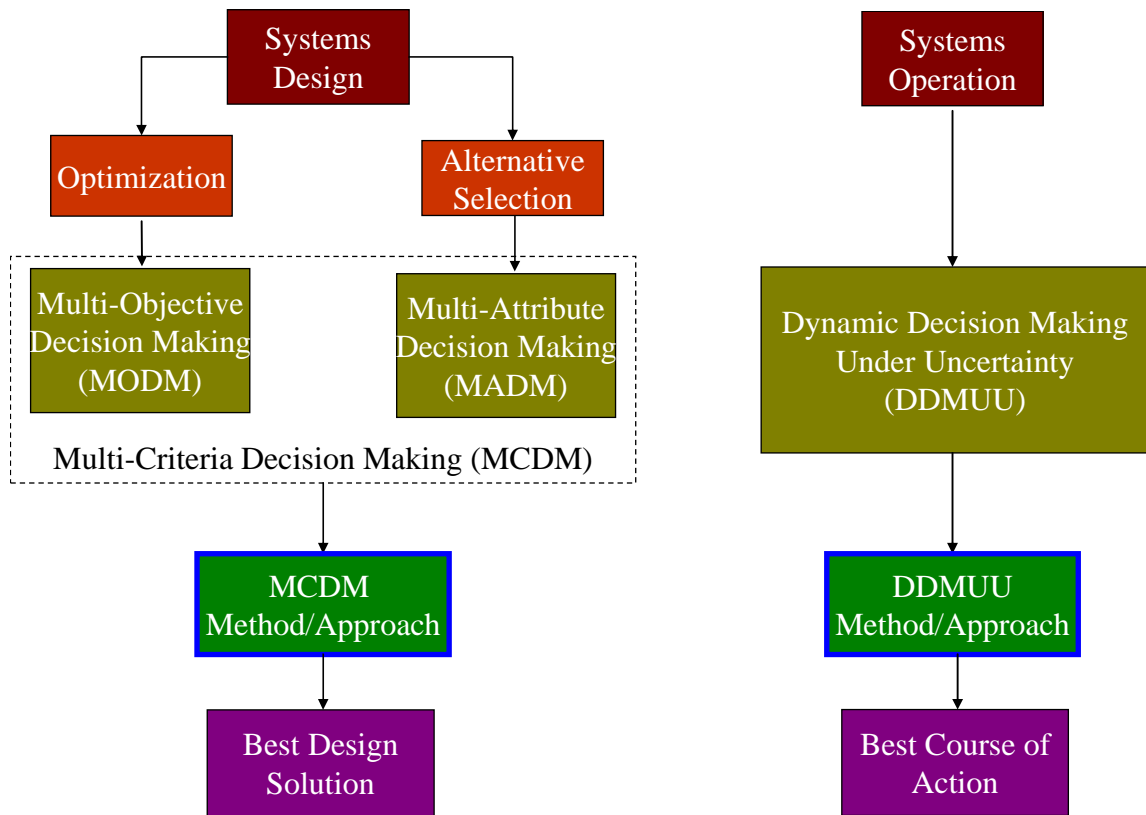 Systems
Design
Optimization
Alternative
Selection
Multi-Objective
Decision Making
(MODM)
Multi-Attribute
Decision Making
(MADM)
Multi-Criteria Decision Making (MCDM)
MCDM
Method/Approach
Best Design
Solution
Systems
Operation
Dynamic Decision Making
Under Uncertainty
(DDMUU)
DDMUU
Method/Approach
Best Course of
Action